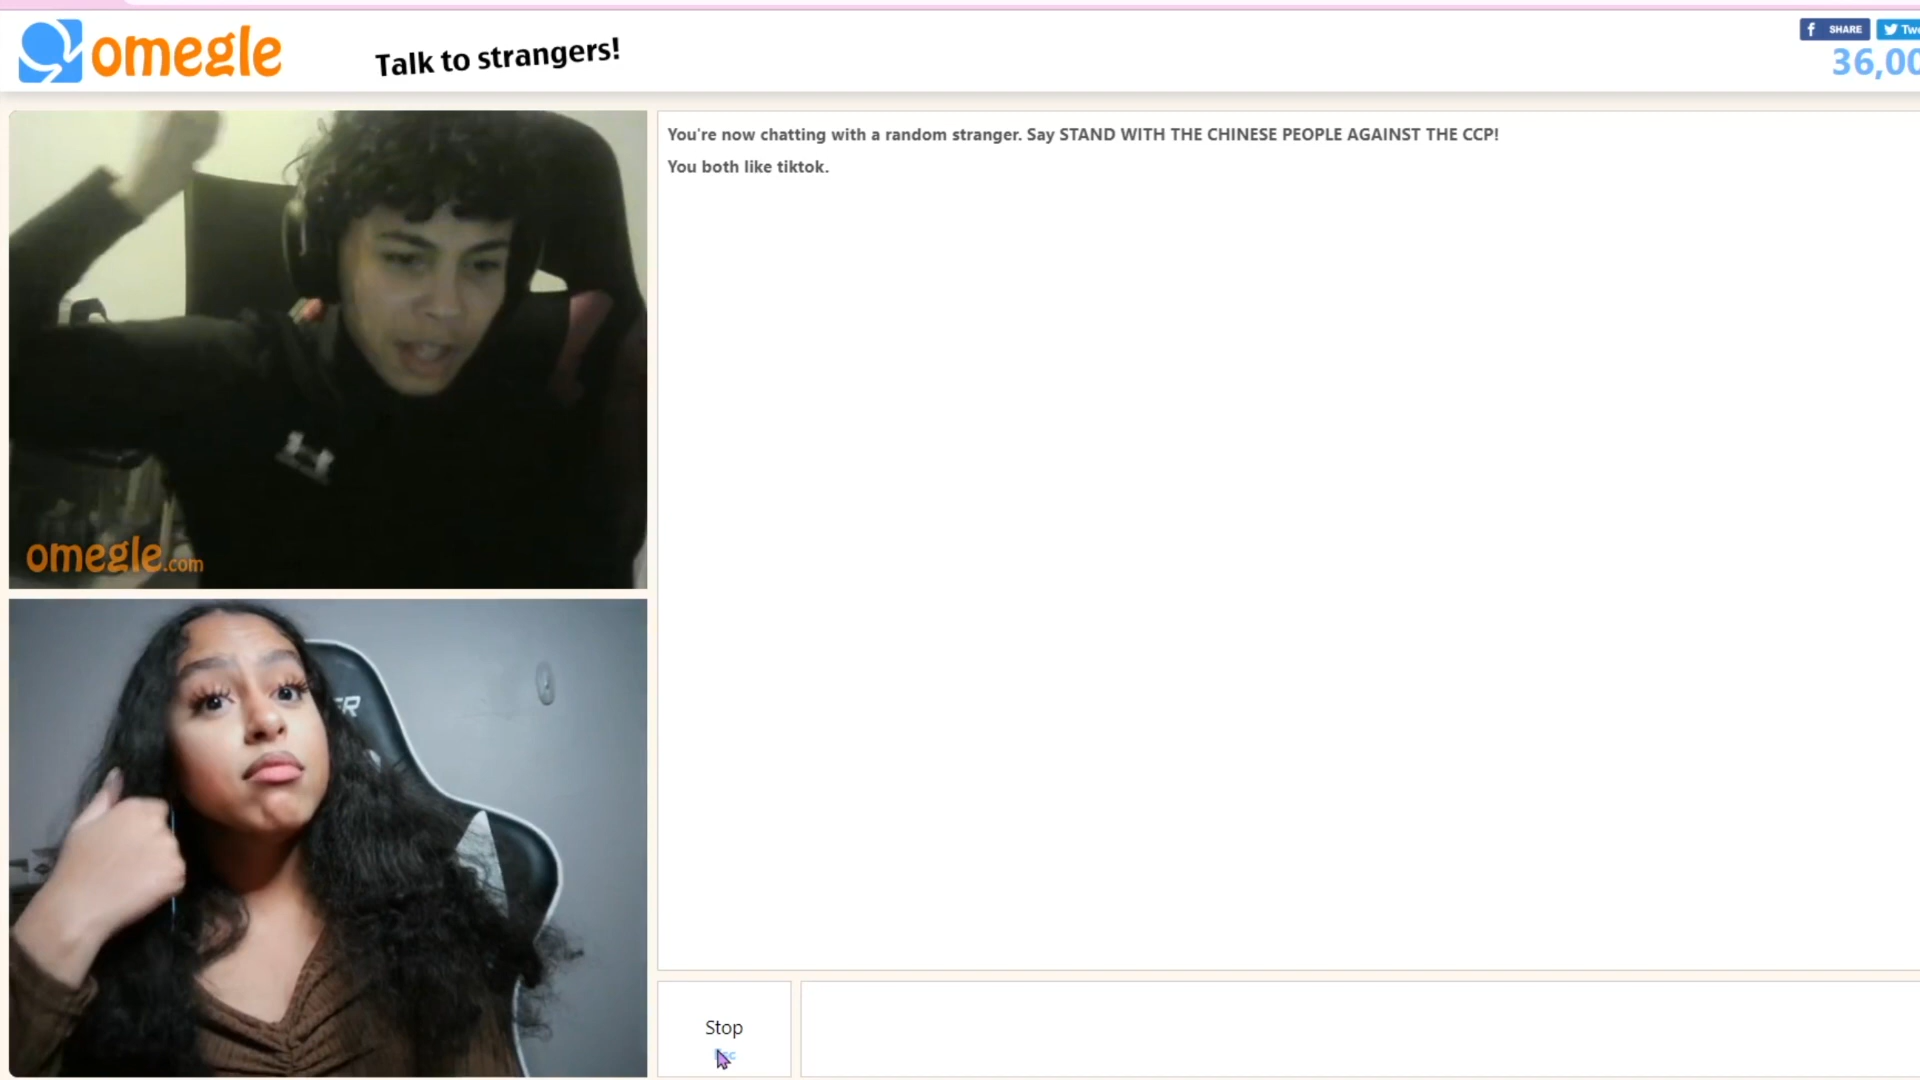 omegle
Talk to strangers!
SHARE
36,00
You're now chatting with a random stranger. Say STAND WITH THE CHINESE PEOPLE AGAINST THE CCP!
You both like tiktok.
omegle.com
Stop